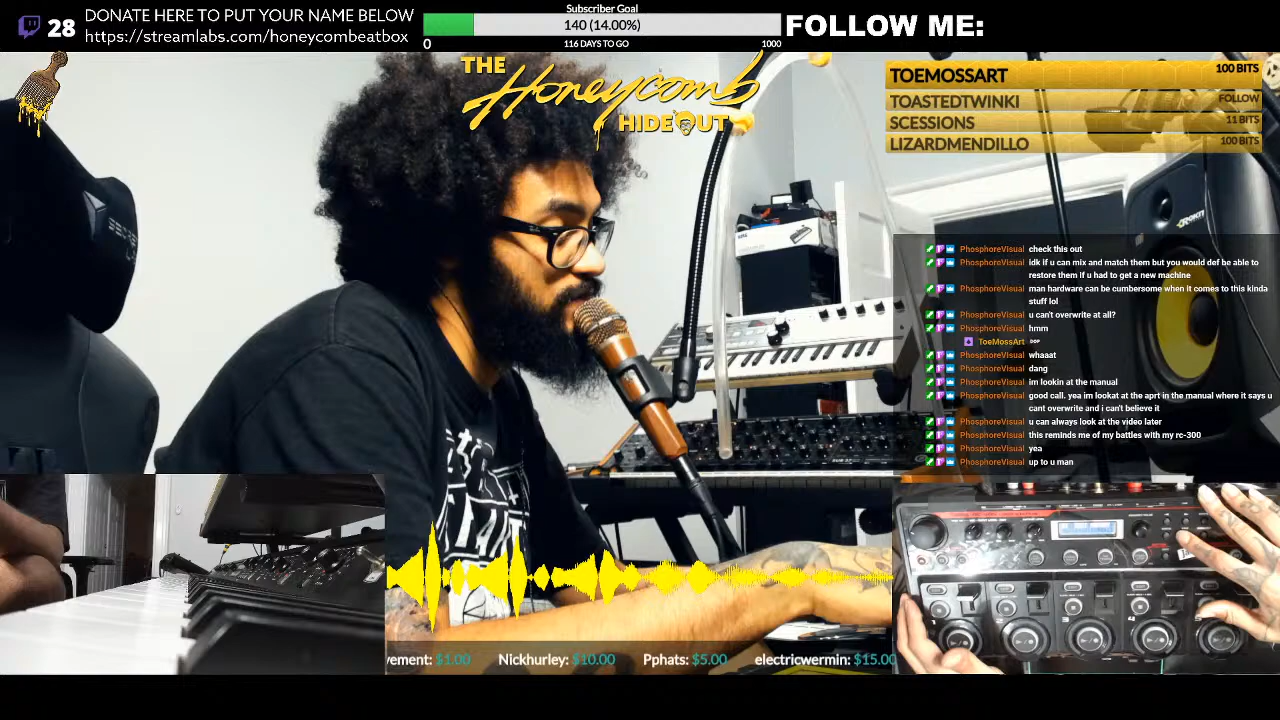 28
DONATE HERE TO PUT YOUR NAME BELOW
https://streamlabs.com/honeycombeatbox
Subscriber Goal
140 (14.00%)
0
116 DAYS TO GO
1000
FOLLOW ME:
THE
Honeycomb
HIDEOUT
TOEMOSSART 100 BITS
TOASTEDTWINKI FOLLOW
SCESSIONS 11 BITS
LIZARDMENDILLO 100 BITS
ROKIT
PhosphoreVisual check this out
PhosphoreVisual idk if u can mix and match them but you would def be able to
restore them if u had to get a new machine
PhosphoreVisual man hardware can be cumbersome when it comes to this kinda
stuff lol
PhosphoreVisual u can't overwrite at all?
PhosphoreVisual hmm
ToeMossArt
PhosphoreVisual whaaat
PhosphoreVisual dang
PhosphoreVisual im lookin at the manual
PhosphoreVisual good call. yea im lookat at the aprt in the manual where it says u
cant overwrite and i can't believe it
PhosphoreVisual u can always look at the video later
PhosphoreVisual this reminds me of my battles with my rc-300
PhosphoreVisual yea
PhosphoreVisual up to u man
vement: $1.00 Nickhurley: $10.00 Pphats: $5.00 electricwermin: $15.00